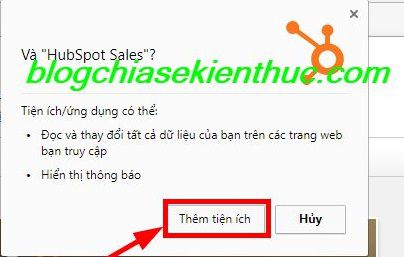 Và "HubSpot Sales"?
blogchiasekienthuc.com
Tiện ích/ứng dụng có thể:
• Đọc và thay đổi tất cả dữ liệu của bạn trên các trang web
bạn truy cập
• Hiển thị thông báo
Thêm tiện ích
Hủy